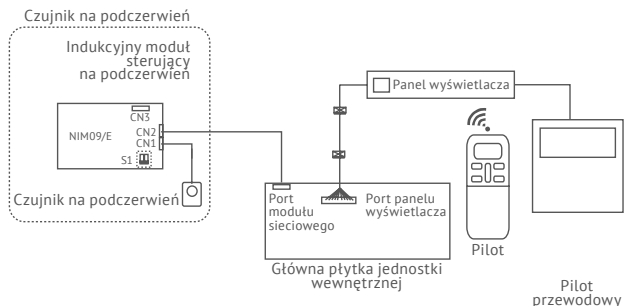 Czujnik na podczerwień
Indukcyjny moduł
sterujący
na podczerwień
CN3
NIM09/E
CN2
CN1
S1
Czujnik na podczerwień
Panel wyświetlacza
Port
modułu
sieciowego
Port panelu
wyświetlacza
Główna płytka jednostki
wewnętrznej
Pilot
Pilot
przewodowy